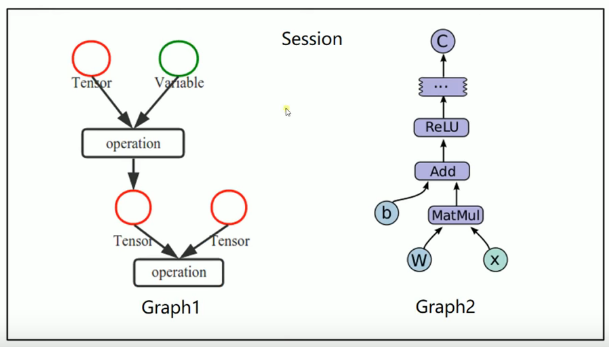 Session
Tensor
Variable
operation
Tensor
Tensor
operation
Graph1
C
...
ReLU
Add
b
MatMul
W
x
Graph2